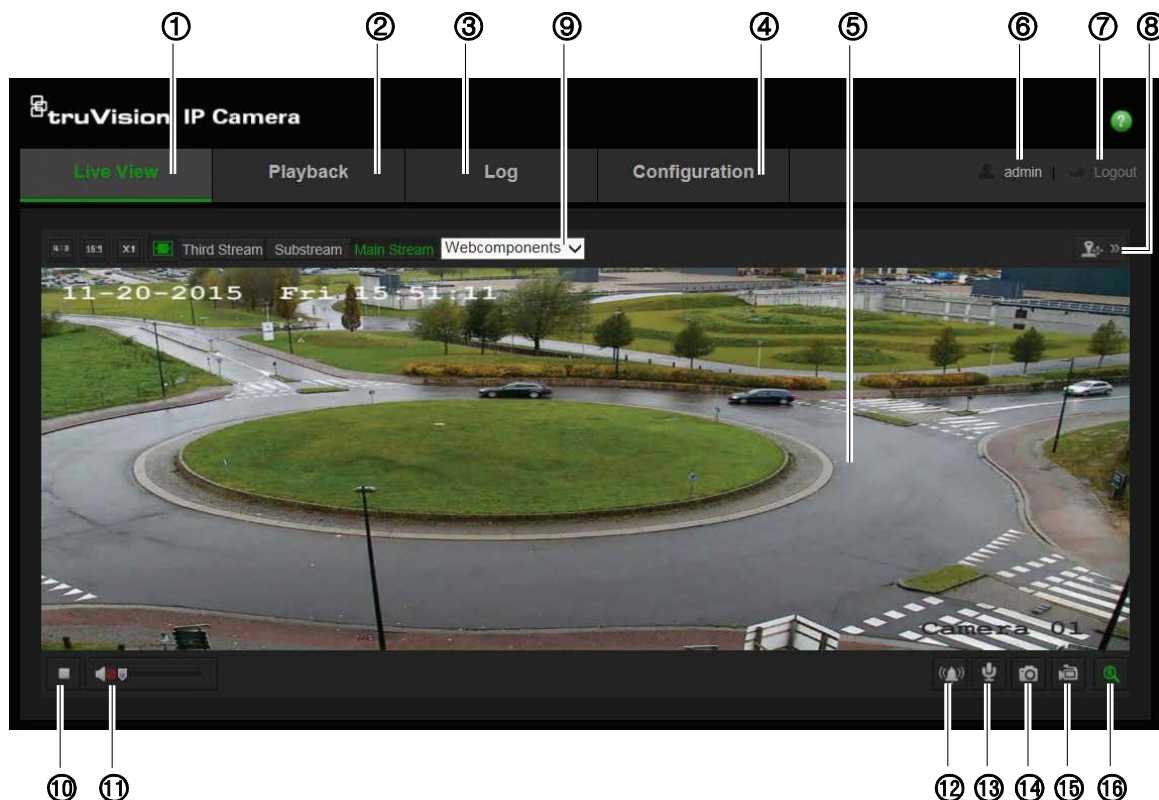 ① ② ③ ⑨ ④ ⑤ ⑥ ⑦ ⑧
truVision IP Camera
?
Live View Playback Log Configuration admin | Logout
4:3 16:9 X1 Third Stream Substream Main Stream Webcomponents »
11-20-2015 Fri 15:51:11
Camera 01
⑩ ⑪ ⑫ ⑬ ⑭ ⑮ ⑯